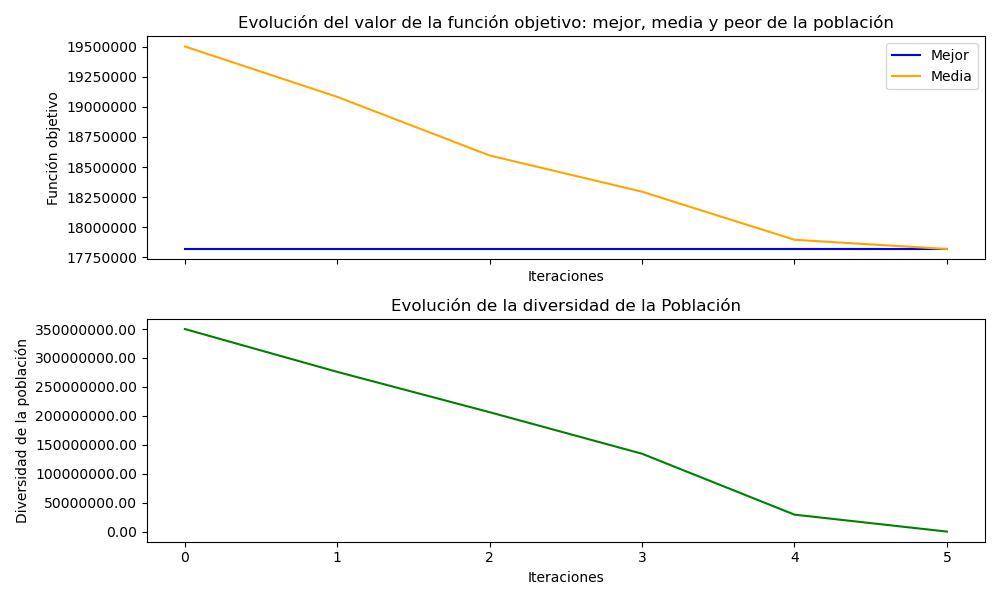 Evolución del valor de la función objetivo: mejor, media y peor de la población
Función objetivo
19500000
19250000
19000000
18750000
18500000
18250000
18000000
17750000
Mejor
Media
Iteraciones
Evolución de la diversidad de la Población
Diversidad de la población
350000000.00
300000000.00
250000000.00
200000000.00
150000000.00
100000000.00
50000000.00
0.00
0 1 2 3 4 5
Iteraciones